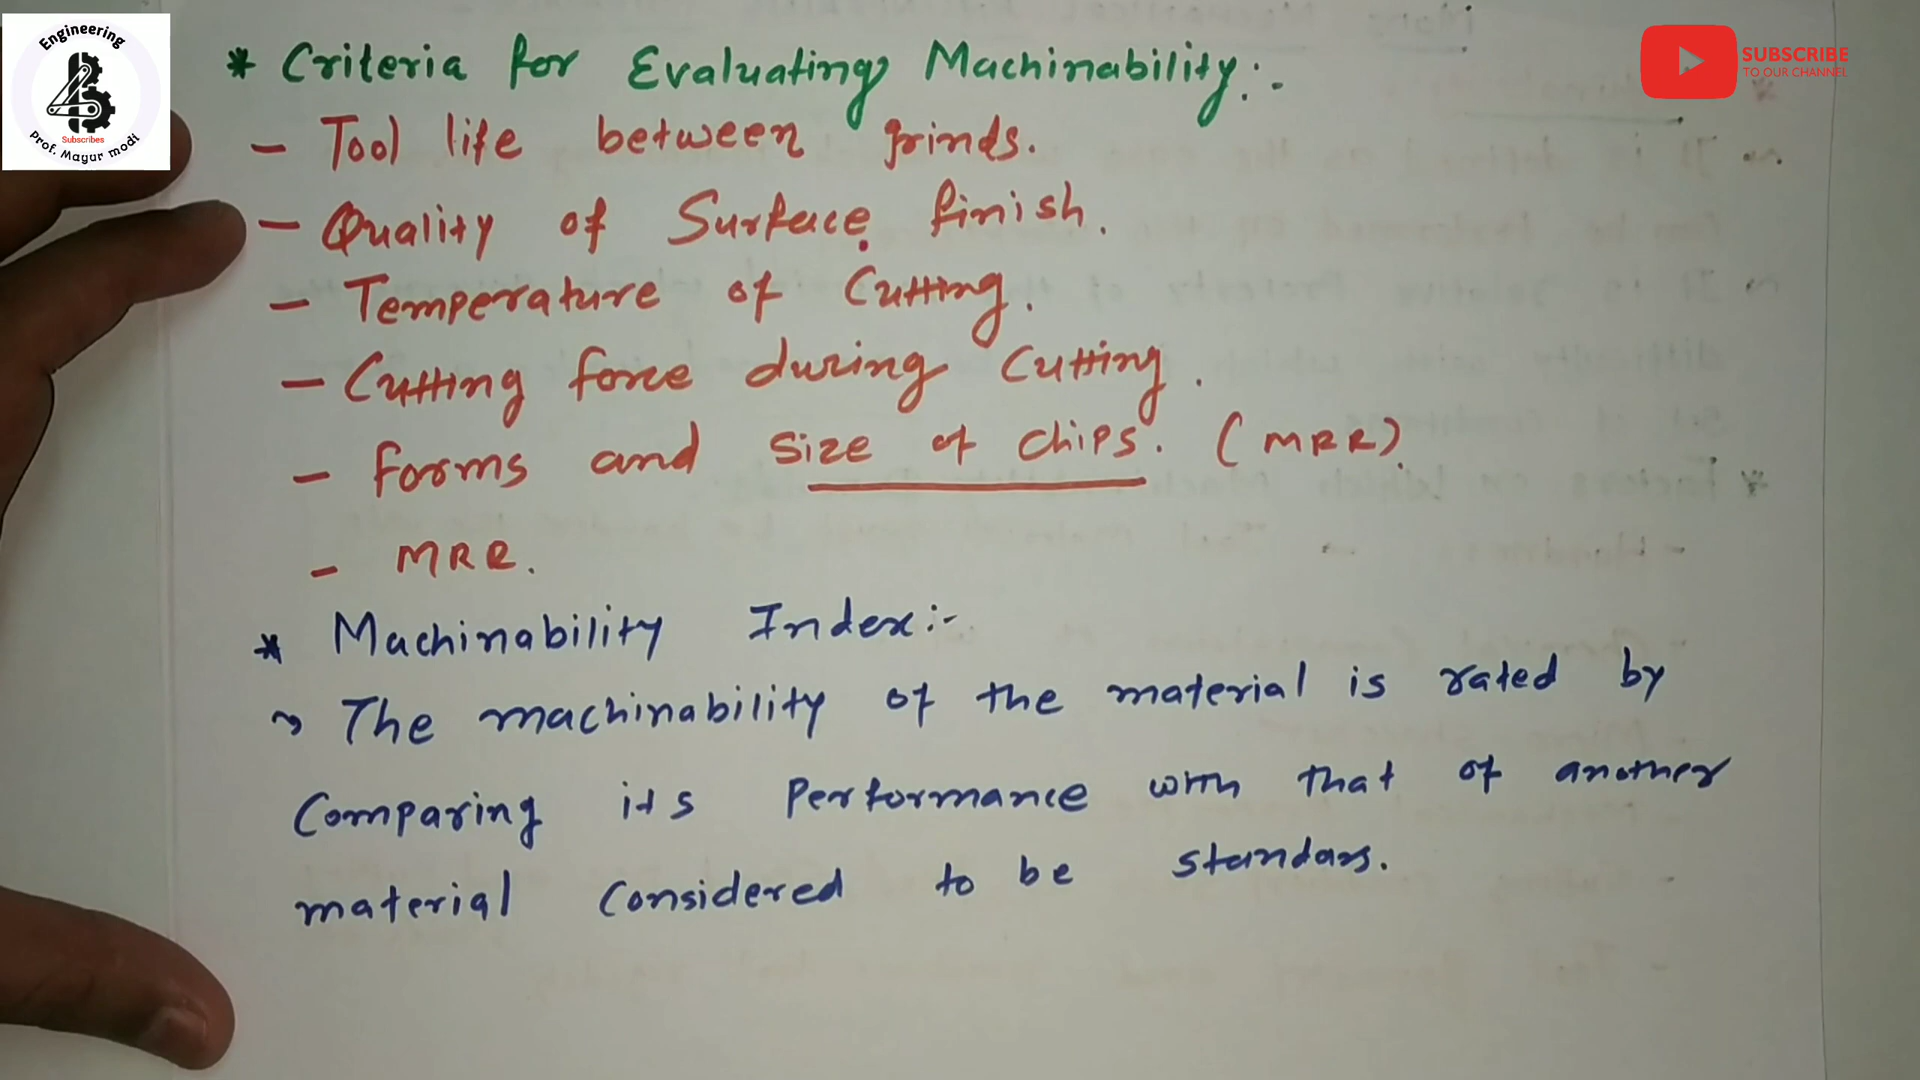 Engineering
Subscribes
Prof. Mayur modi
SUBSCRIBE
TO OUR CHANNEL
* Criteria for Evaluating Machinability:-
- Tool life between grinds.
- Quality of Surface finish.
- Temperature of Cutting.
- Cutting force during Cutting.
- forms and size of chips. (MRR).
- MRR.
* Machinability Index:-
~ The machinability of the material is rated by
Comparing its Performance with that of another
material Considered to be